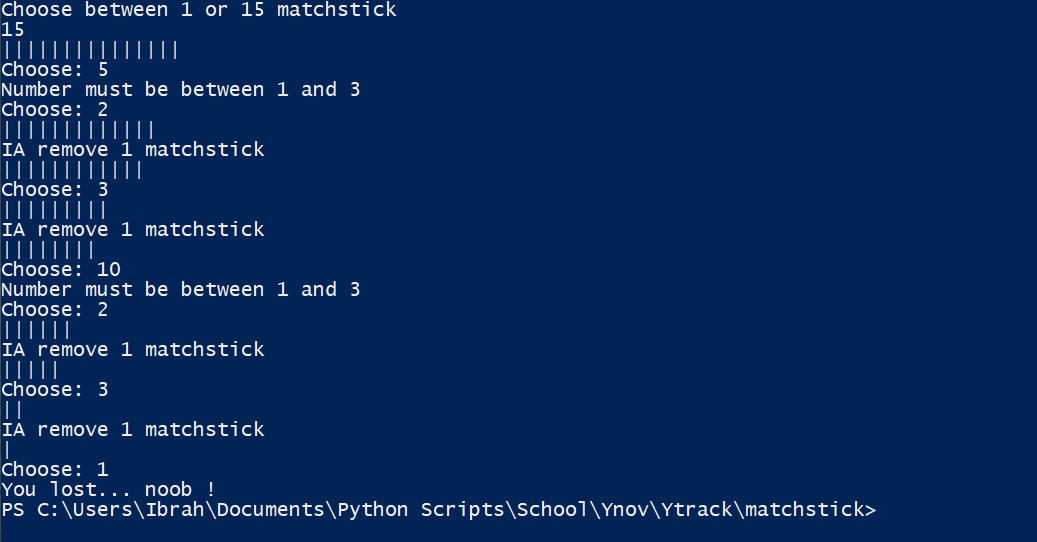 Choose between 1 or 15 matchstick
15
|||||||||||||||
Choose: 5
Number must be between 1 and 3
Choose: 2
|||||||||||||
IA remove 1 matchstick
||||||||||||
Choose: 3
|||||||||
IA remove 1 matchstick
||||||||
Choose: 10
Number must be between 1 and 3
Choose: 2
||||||
IA remove 1 matchstick
|||||
Choose: 3
||
IA remove 1 matchstick
|
Choose: 1
You lost... noob !
PS C:\Users\Ibrah\Documents\Python Scripts\School\Ynov\Ytrack\matchstick>